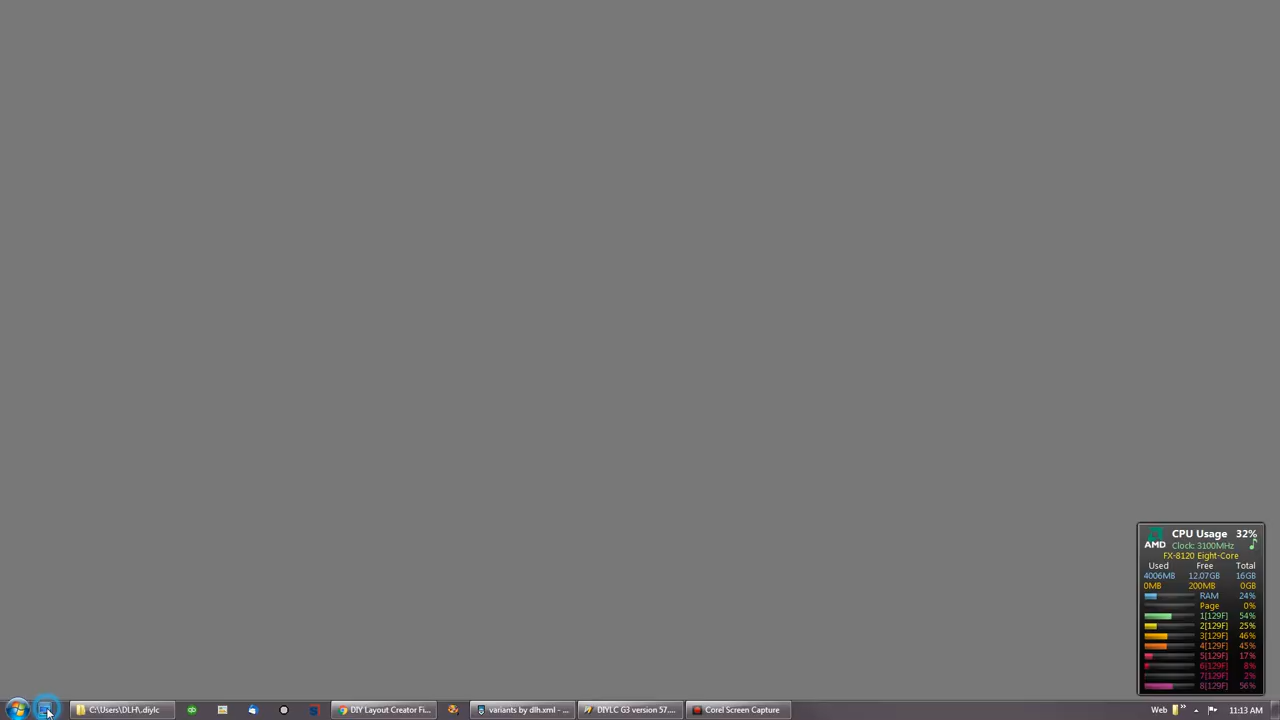 CPU Usage 32%
AMD Clock: 3100MHz
FX-8120 Eight-Core
Used Free Total
4006MB 12.07GB 16GB
0MB 200MB 0GB
RAM 24%
Page 0%
1[129F] 54%
2[129F] 25%
3[129F] 46%
4[129F] 45%
5[129F] 17%
6[129F] 8%
7[129F] 2%
8[129F] 56%
C:\Users\DLH\.diylc DIY Layout Creator Fi... variants by dlh.xml - ... DIYLC G3 version 57.... Corel Screen Capture Web 11:13 AM